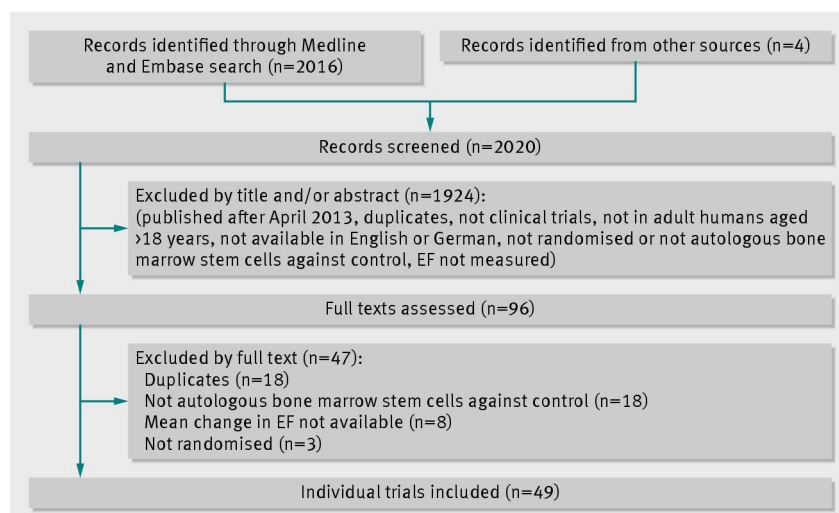 Records identified through Medline
and Embase search (n=2016)
Records identified from other sources (n=4)
Records screened (n=2020)
Excluded by title and/or abstract (n=1924):
(published after April 2013, duplicates, not clinical trials, not in adult humans aged
>18 years, not available in English or German, not randomised or not autologous bone
marrow stem cells against control, EF not measured)
Full texts assessed (n=96)
Excluded by full text (n=47):
Duplicates (n=18)
Not autologous bone marrow stem cells against control (n=18)
Mean change in EF not available (n=8)
Not randomised (n=3)
Individual trials included (n=49)